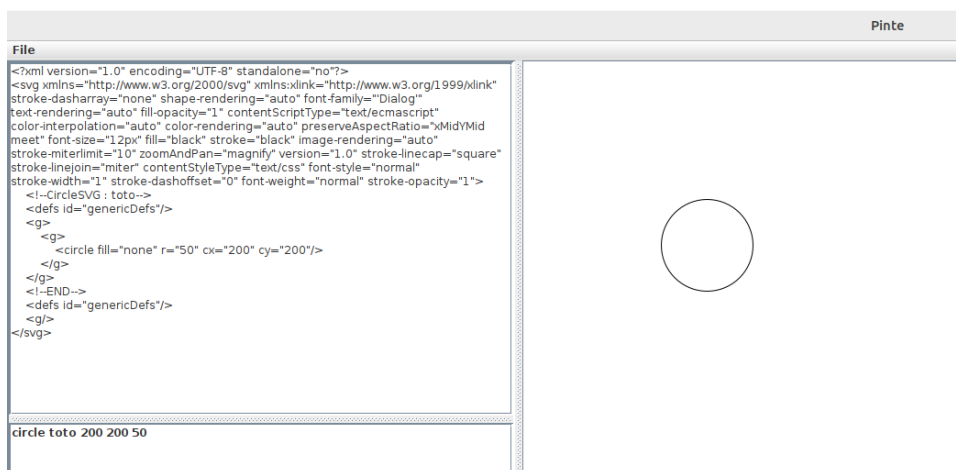 Pinte
File
<?xml version="1.0" encoding="UTF-8" standalone="no"?>
<svg xmlns="http://www.w3.org/2000/svg" xmlns:xlink="http://www.w3.org/1999/xlink"
stroke-dasharray="none" shape-rendering="auto" font-family="'Dialog'"
text-rendering="auto" fill-opacity="1" contentScriptType="text/ecmascript"
color-interpolation="auto" color-rendering="auto" preserveAspectRatio="xMidYMid
meet" font-size="12px" fill="black" stroke="black" image-rendering="auto"
stroke-miterlimit="10" zoomAndPan="magnify" version="1.0" stroke-linecap="square"
stroke-linejoin="miter" contentStyleType="text/css" font-style="normal"
stroke-width="1" stroke-dashoffset="0" font-weight="normal" stroke-opacity="1">
<!--CircleSVG : toto-->
<defs id="genericDefs"/>
<g>
<g>
<circle fill="none" r="50" cx="200" cy="200"/>
</g>
</g>
<!--END-->
<defs id="genericDefs"/>
<g/>
</svg>
circle toto 200 200 50